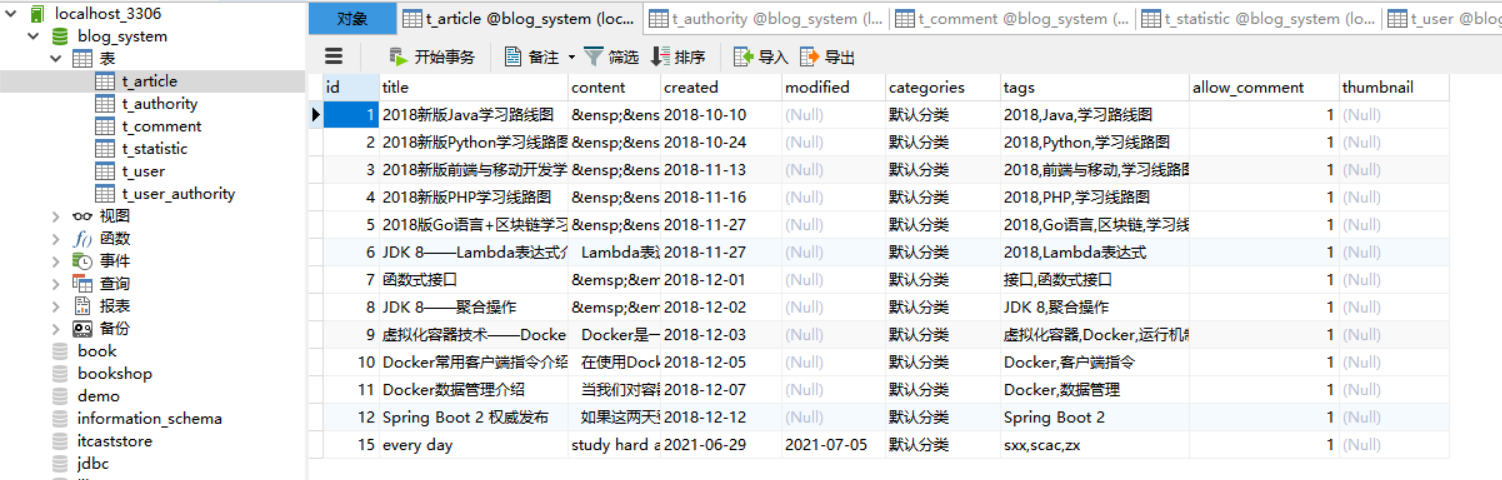 localhost_3306
blog_system
表
t_article
t_authority
t_comment
t_statistic
t_user
t_user_authority
视图
函数
事件
查询
报表
备份
book
bookshop
demo
information_schema
itcaststore
jdbc
对象 t_article @blog_system (loc... t_authority @blog_system (l... t_comment @blog_system (... t_statistic @blog_system (lo... t_user @blog
开始事务 备注 筛选 排序 导入 导出
id title content created modified categories tags allow_comment thumbnail
1 2018新版Java学习路线图 &ensp;&ens 2018-10-10 (Null) 默认分类 2018,Java,学习路线图 1 (Null)
2 2018新版Python学习线路图 &ensp;&ens 2018-10-24 (Null) 默认分类 2018,Python,学习线路图 1 (Null)
3 2018新版前端与移动开发学 &ensp;&ens 2018-11-13 (Null) 默认分类 2018,前端与移动,学习线路图 1 (Null)
4 2018新版PHP学习线路图 &ensp;&ens 2018-11-16 (Null) 默认分类 2018,PHP,学习线路图 1 (Null)
5 2018版Go语言+区块链学习 &ensp;&ens 2018-11-27 (Null) 默认分类 2018,Go语言,区块链,学习线 1 (Null)
6 JDK 8——Lambda表达式介 Lambda表达 2018-11-27 (Null) 默认分类 2018,Lambda表达式 1 (Null)
7 函数式接口 &emsp;&em 2018-12-01 (Null) 默认分类 接口,函数式接口 1 (Null)
8 JDK 8——聚合操作 &emsp;&em 2018-12-02 (Null) 默认分类 JDK 8,聚合操作 1 (Null)
9 虚拟化容器技术——Docker Docker是一 2018-12-03 (Null) 默认分类 虚拟化容器,Docker,运行机制 1 (Null)
10 Docker常用客户端指令介绍 在使用Dock 2018-12-05 (Null) 默认分类 Docker,客户端指令 1 (Null)
11 Docker数据管理介绍 当我们对容器 2018-12-07 (Null) 默认分类 Docker,数据管理 1 (Null)
12 Spring Boot 2 权威发布 如果这两天 2018-12-12 (Null) 默认分类 Spring Boot 2 1 (Null)
15 every day study hard a 2021-06-29 2021-07-05 默认分类 sxx,scac,zx 1 (Null)